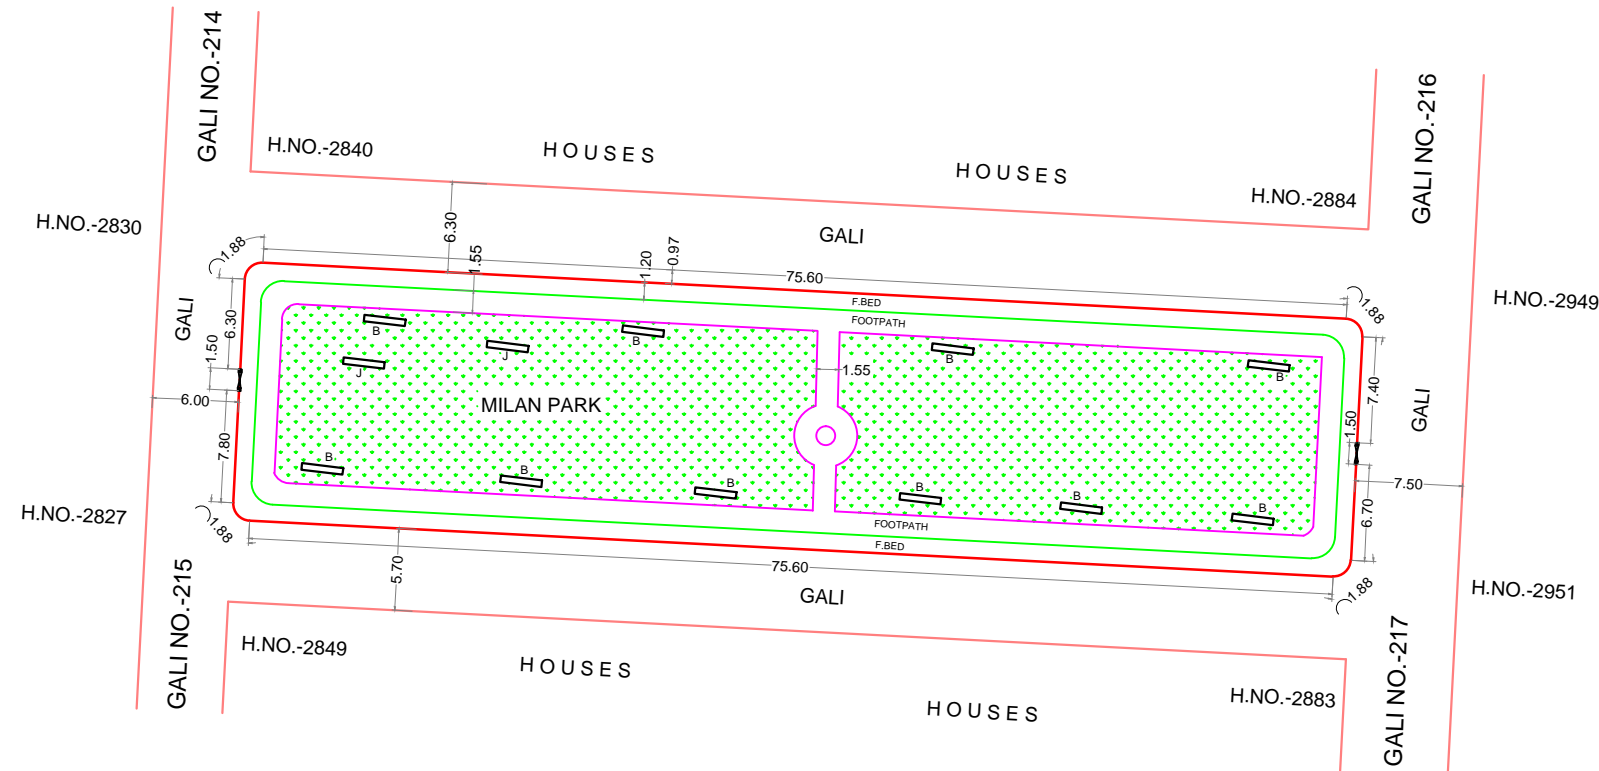 GALI NO.-214
GALI NO.-216
H.NO.-2840
HOUSES
HOUSES
H.NO.-2884
H.NO.-2830
6.30
GALI
1.88
1.55
1.20
0.97
75.60
1.88
H.NO.-2949
F.BED
FOOTPATH
GALI
6.30
B
B
B
B
J
J
1.50
1.55
7.40
GALI
6.00
MILAN PARK
1.50
7.80
B
B
B
B
B
B
7.50
6.70
H.NO.-2827
1.88
FOOTPATH
F.BED
5.70
75.60
GALI
1.88
H.NO.-2951
GALI NO.-215
GALI NO.-217
H.NO.-2849
HOUSES
HOUSES
H.NO.-2883